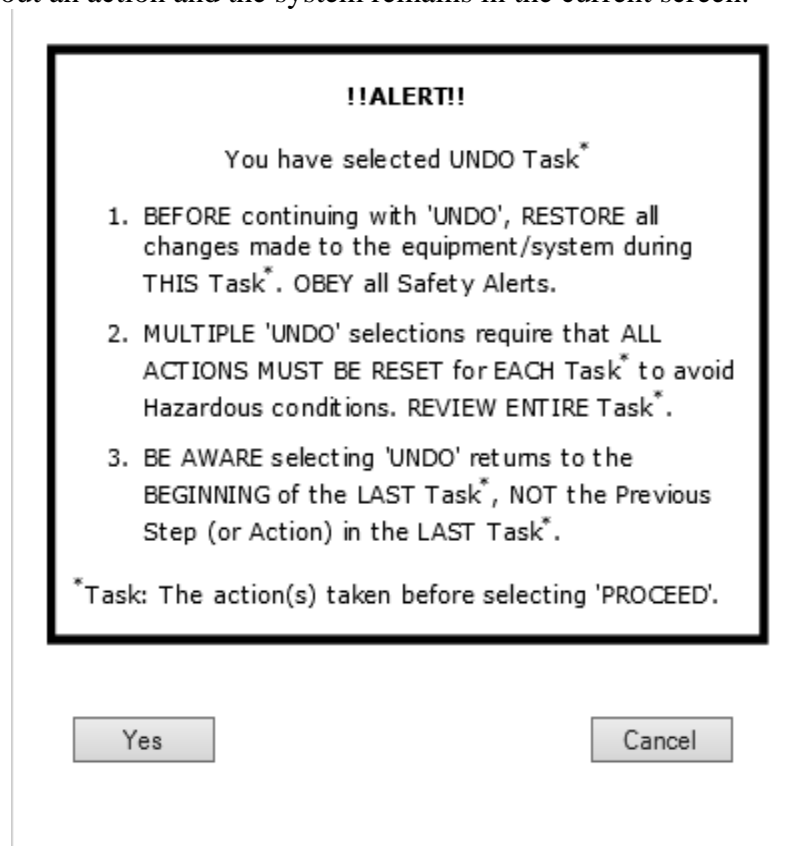 out an action and the system remains in the current screen.
!!ALERT!!
You have selected UNDO Task*
1. BEFORE continuing with 'UNDO', RESTORE all
changes made to the equipment/system during
THIS Task*. OBEY all Safety Alerts.
2. MULTIPLE 'UNDO' selections require that ALL
ACTIONS MUST BE RESET for EACH Task* to avoid
Hazardous conditions. REVIEW ENTIRE Task*.
3. BE AWARE selecting 'UNDO' returns to the
BEGINNING of the LAST Task*, NOT the Previous
Step (or Action) in the LAST Task*.
*Task: The action(s) taken before selecting 'PROCEED'.
Yes
Cancel